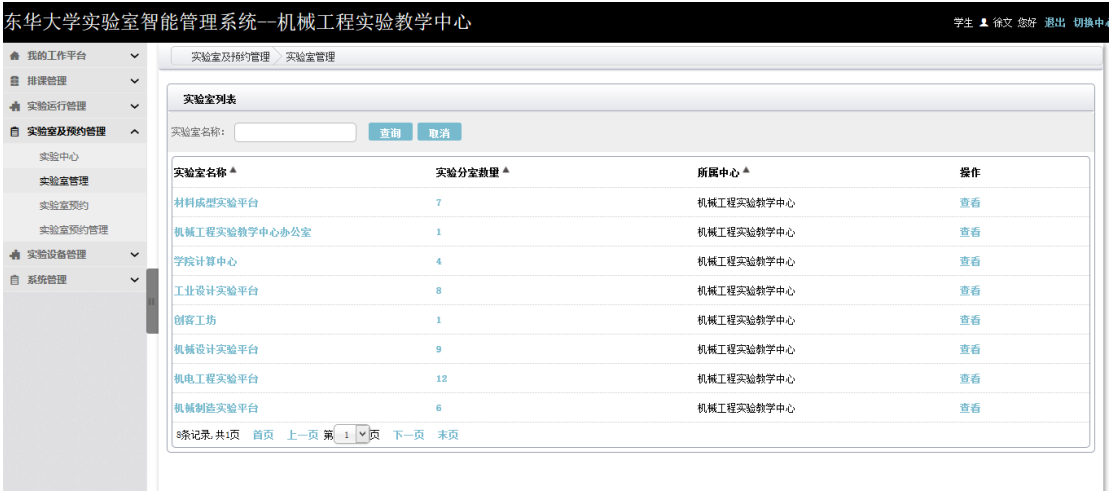 东华大学实验室智能管理系统--机械工程实验教学中心
学生 徐文 您好 退出 切换中心
我的工作平台
排课管理
实验运行管理
实验室及预约管理
实验中心
实验室管理
实验室预约
实验室预约管理
实验设备管理
系统管理
实验室及预约管理 实验室管理
实验室列表
实验室名称: 查询 取消
实验室名称 实验分室数量 所属中心 操作
材料成型实验平台 7 机械工程实验教学中心 查看
机械工程实验教学中心办公室 1 机械工程实验教学中心 查看
学院计算中心 4 机械工程实验教学中心 查看
工业设计实验平台 8 机械工程实验教学中心 查看
创客工坊 1 机械工程实验教学中心 查看
机械设计实验平台 9 机械工程实验教学中心 查看
机电工程实验平台 12 机械工程实验教学中心 查看
机械制造实验平台 6 机械工程实验教学中心 查看
8条记录,共1页 首页 上一页 第 1 页 下一页 末页